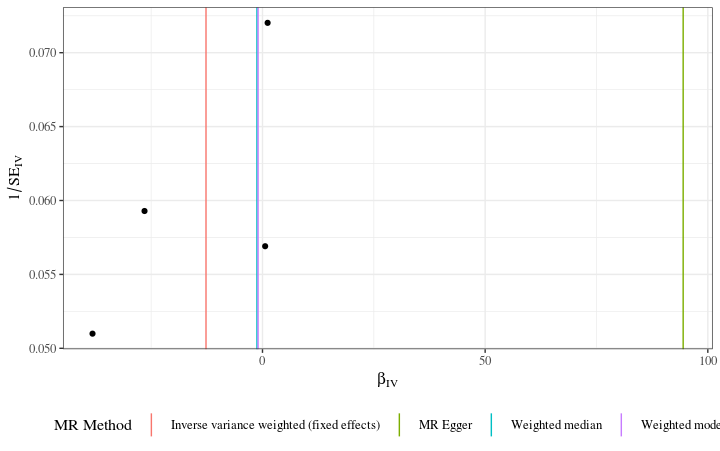 0.070
0.065
0.060
0.055
0.050
1/SE_IV
0 50 100
β_IV
MR Method Inverse variance weighted (fixed effects) MR Egger Weighted median Weighted mode